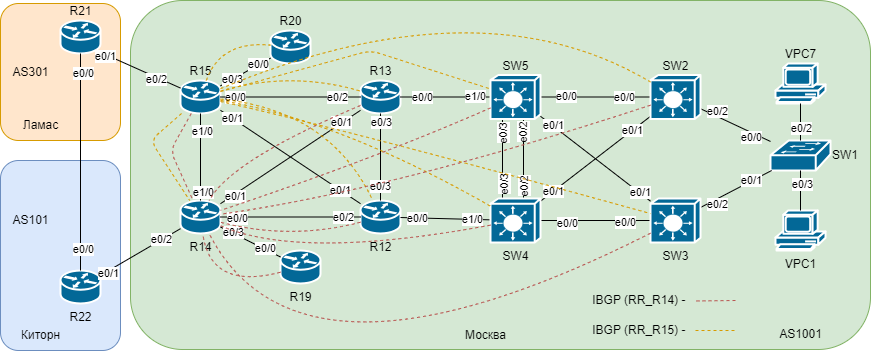 R21
AS301
Ламас
e0/1
e0/0
e0/2
R20
R15
e0/3
e0/0
e0/0
e0/1
e1/0
R13
e0/2
e0/0
e0/1
e0/3
SW5
e1/0
e0/0
e0/1
e0/3
e0/2
SW2
e0/0
e0/2
e0/1
VPC7
e0/2
e0/0
SW1
e0/1
e0/3
VPC1
AS101
e0/0
e0/1
R22
Киторн
e1/0
e0/1
e0/0
e0/2
e0/3
R14
e0/0
R19
e0/1
e0/3
e0/2
e0/0
R12
e0/3
e0/2
e1/0
e0/1
e0/0
SW4
e0/1
e0/0
e0/2
SW3
IBGP (RR_R14) -
IBGP (RR_R15) -
Москва
AS1001